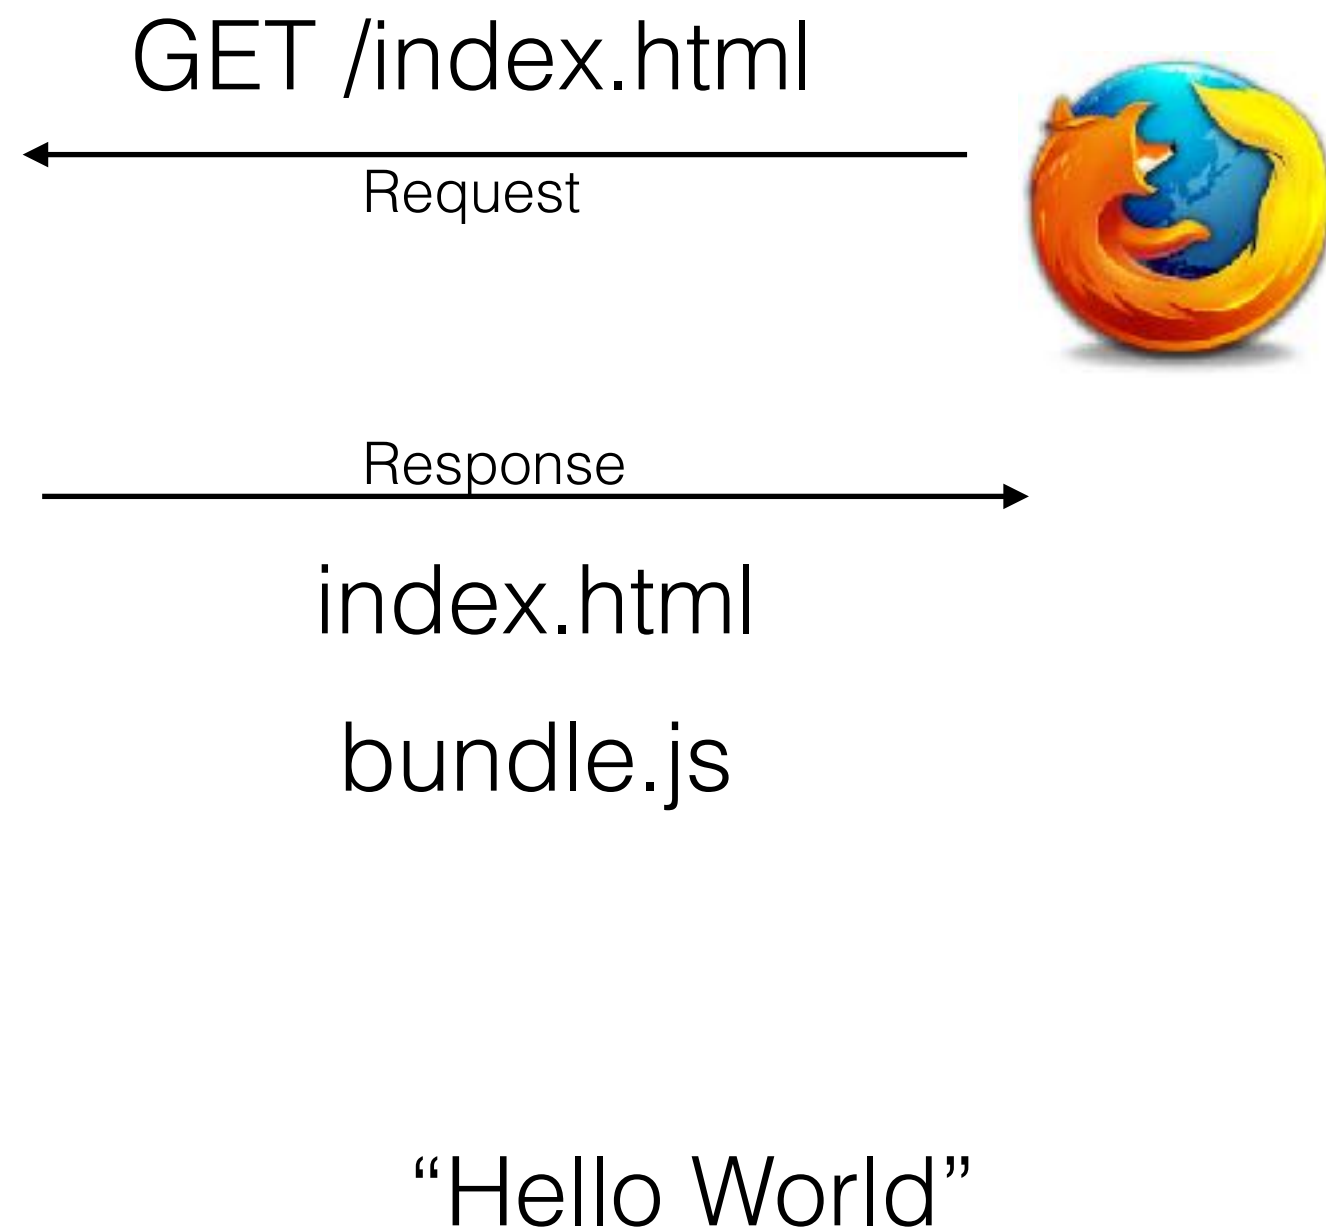 GET /index.html
Request
Response
index.html
bundle.js
“Hello World”